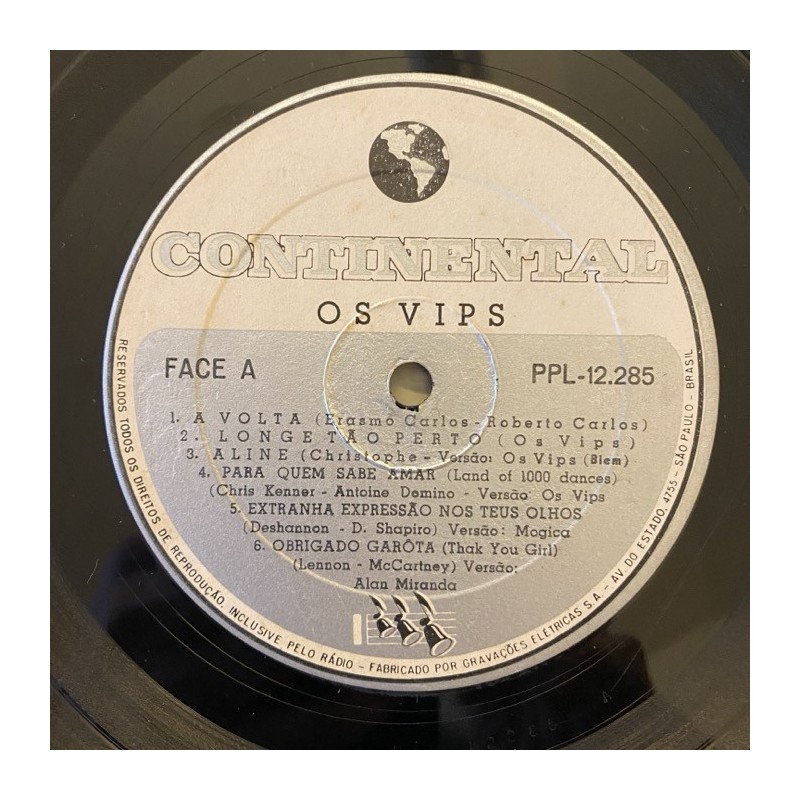 CONTINENTAL
OS VIPS
FACE A
PPL-12.285
1. A VOLTA (Erasmo Carlos - Roberto Carlos)
2. LONGE TÃO PERTO (Os Vips)
3. ALINE (Christophe - Versão: Os Vips (Blem)
4. PARA QUEM SABE AMAR (Land of 1000 dances)
(Chris Kenner - Antoine Domino - Versão: Os Vips
5. EXTRANHA EXPRESSÃO NOS TEUS OLHOS
(Deshannon - D. Shapiro) Versão: Mogica
6. OBRIGADO GARÔTA (Thak You Girl)
(Lennon - McCartney) Versão:
Alan Miranda
RESERVADOS TODOS OS DIREITOS DE REPRODUÇÃO, INCLUSIVE PELO RÁDIO - FABRICADO POR GRAVAÇÕES ELÉTRICAS S.A. - AV. DO ESTADO, 4755 - SÃO PAULO - BRASIL